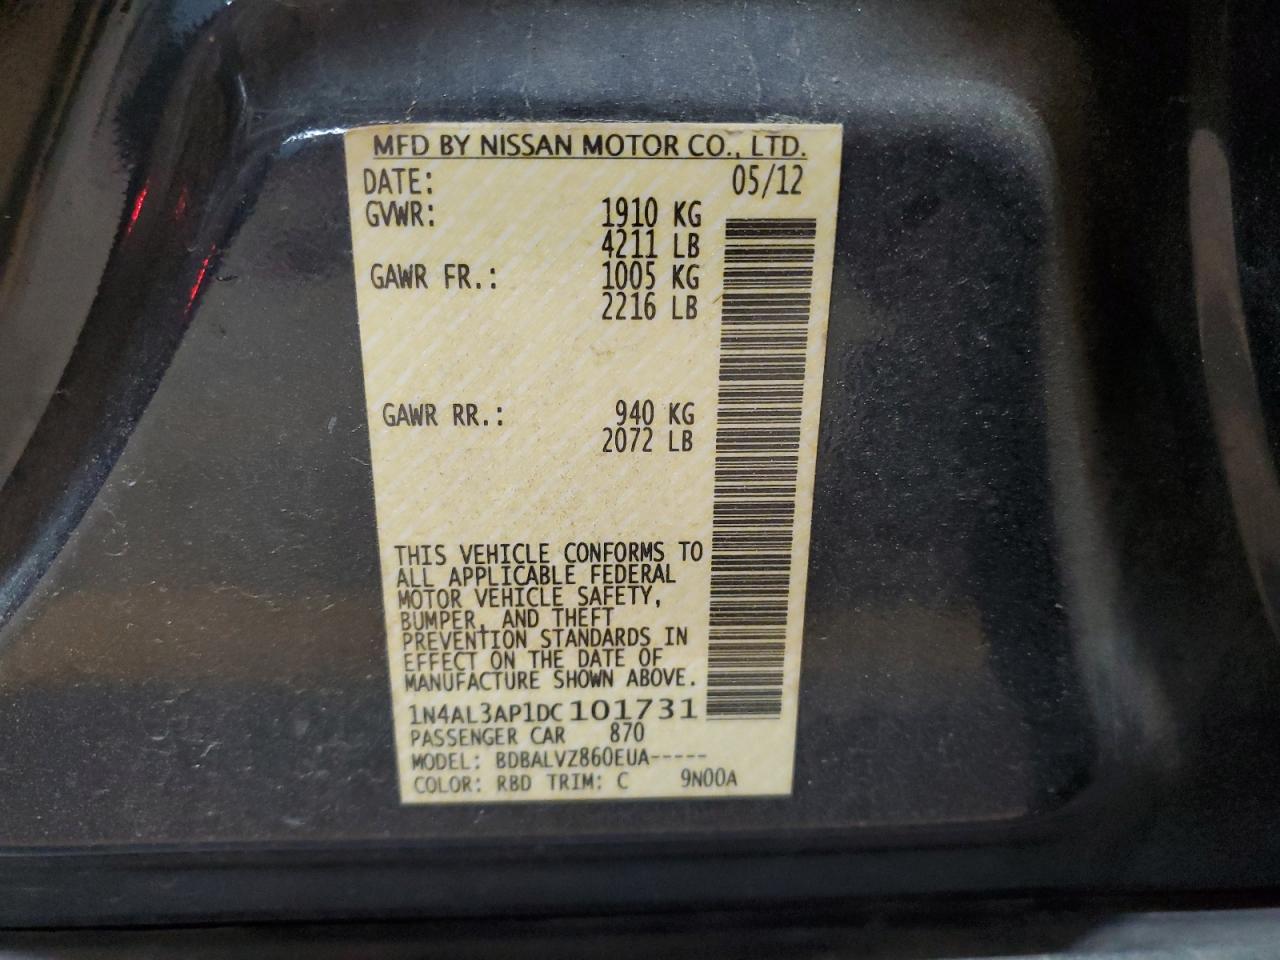 MFD BY NISSAN MOTOR CO., LTD.
DATE: 05/12
GVWR: 1910 KG
4211 LB
GAWR FR.: 1005 KG
2216 LB
GAWR RR.: 940 KG
2072 LB
THIS VEHICLE CONFORMS TO
ALL APPLICABLE FEDERAL
MOTOR VEHICLE SAFETY,
BUMPER, AND THEFT
PREVENTION STANDARDS IN
EFFECT ON THE DATE OF
MANUFACTURE SHOWN ABOVE.
1N4AL3AP1DC101731
PASSENGER CAR 870
MODEL: BDBALVZ860EUA-----
COLOR: RBD TRIM: C 9N00A